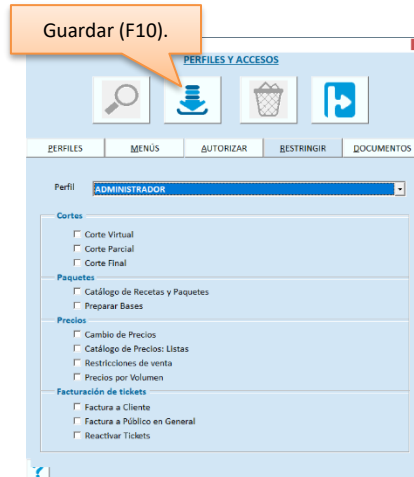 Guardar (F10).
PERFILES Y ACCESOS
PERFILES MENÚS AUTORIZAR RESTRINGIR DOCUMENTOS
Perfil ADMINISTRADOR
Cortes
Corte Virtual
Corte Parcial
Corte Final
Paquetes
Catálogo de Recetas y Paquetes
Preparar Bases
Precios
Cambio de Precios
Catálogo de Precios: Listas
Restricciones de venta
Precios por Volumen
Facturación de tickets
Factura a Cliente
Factura a Público en General
Reactivar Tickets